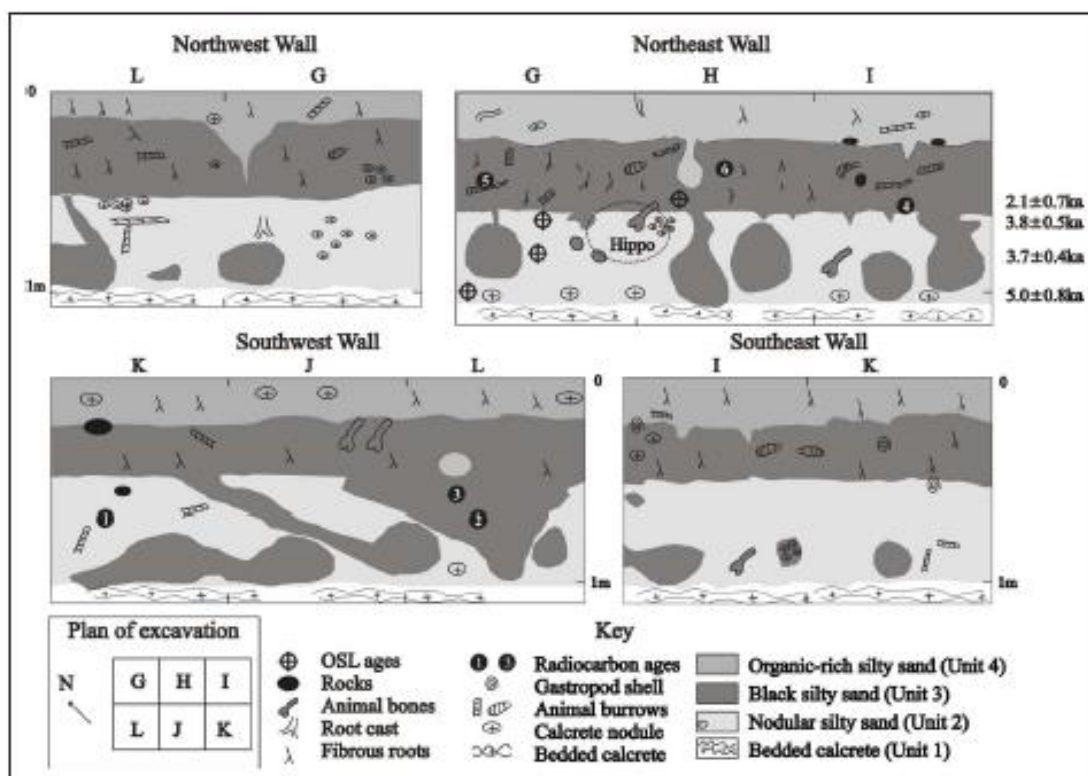 Northwest Wall
Northeast Wall
L G
G H I
0
5
6
4
Hippo
1m
2.1±0.7ka
3.8±0.5ka
3.7±0.4ka
5.0±0.8ka
Southwest Wall
Southeast Wall
K J L
I K
0
1
3
2
1m
Plan of excavation
N
G H I
L J K
Key
OSL ages
Rocks
Animal bones
Root cast
Fibrous roots
1 3 Radiocarbon ages
Gastropod shell
Animal burrows
Calcrete nodule
Bedded calcrete
Organic-rich silty sand (Unit 4)
Black silty sand (Unit 3)
Nodular silty sand (Unit 2)
Bedded calcrete (Unit 1)